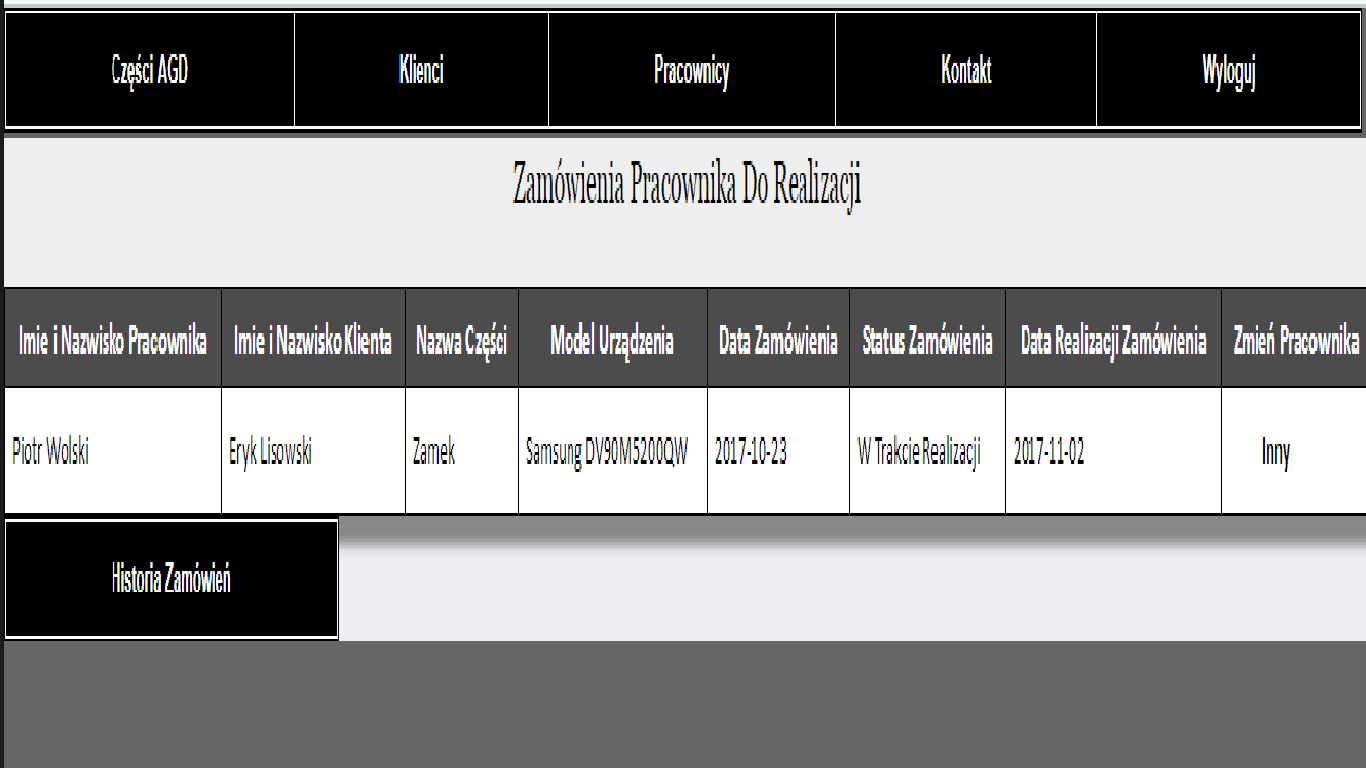 Części AGD Klienci Pracownicy Kontakt Wyloguj
Zamówienia Pracownika Do Realizacji
Imie i Nazwisko Pracownika Imie i Nazwisko Klienta Nazwa Części Model Urządzenia Data Zamówienia Status Zamówienia Data Realizacji Zamówienia Zmień Pracownika
Piotr Wolski Eryk Lisowski Zamek Samsung DV90M5200QW 2017-10-23 W Trakcie Realizacji 2017-11-02 Inny
Historia Zamówień